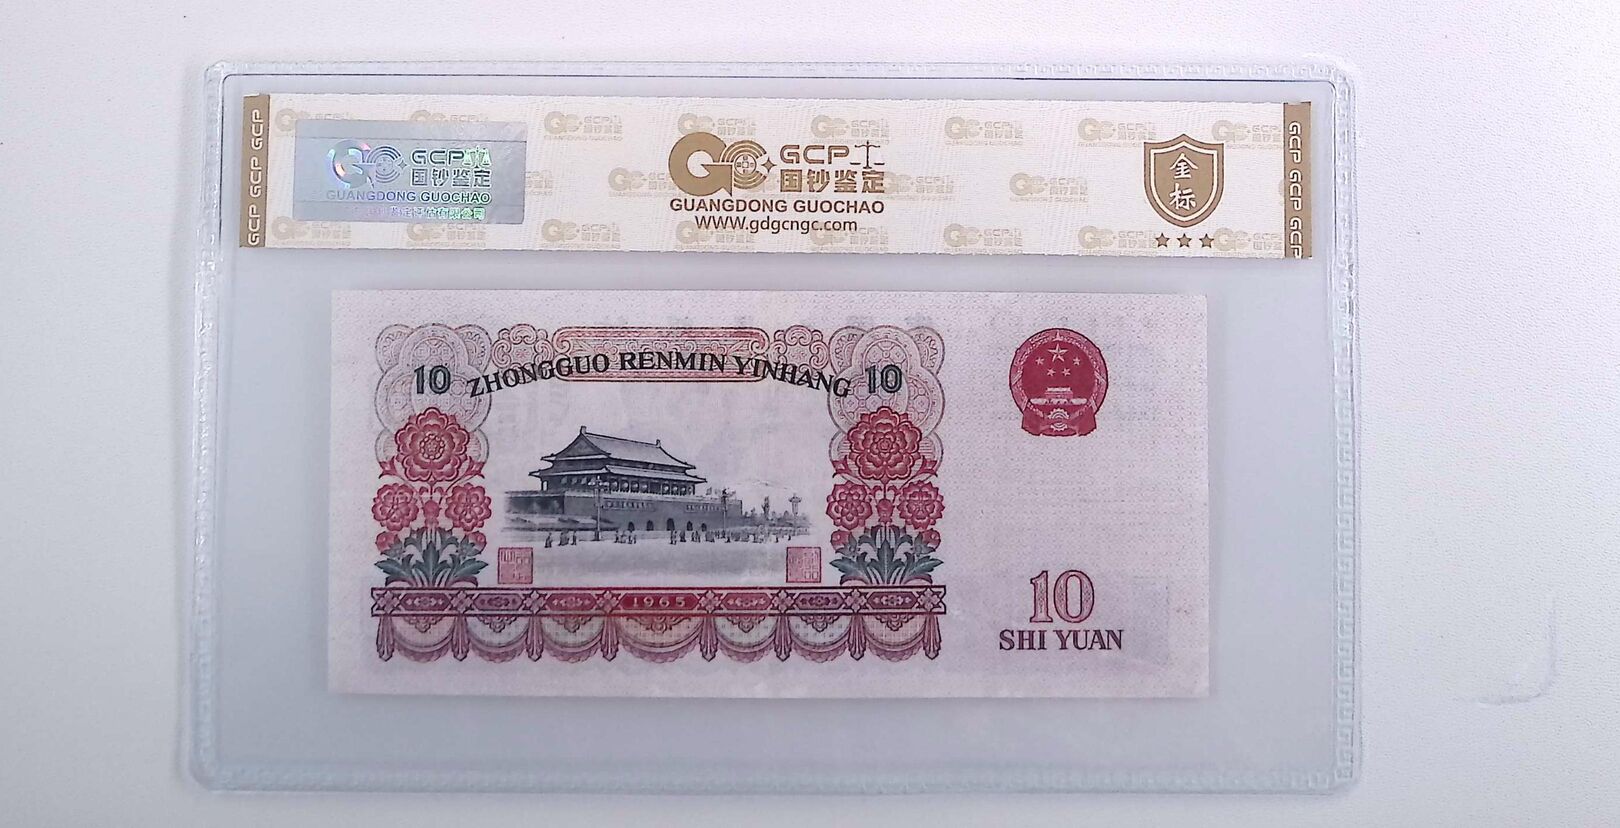 GCP GCP GCP
GCP
国钞鉴定
GUANGDONG GUOCHAO
GCP
国钞鉴定
GUANGDONG GUOCHAO
www.gdgcngc.com
金标
GCP GCP GCP
10 ZHONGGUO RENMIN YINHANG 10
1965
10
SHI YUAN